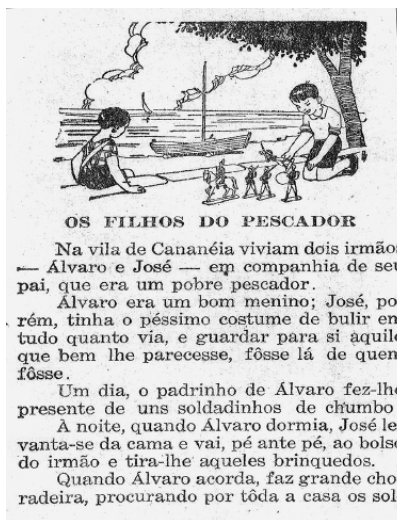 OS FILHOS DO PESCADOR
Na vila de Cananéia viviam dois irmão
— Álvaro e José — em companhia de seu
pai, que era um pobre pescador.
Álvaro era um bom menino; José, po
rém, tinha o péssimo costume de bulir em
tudo quanto via, e guardar para si aquilo
que bem lhe parecesse, fôsse lá de quem
fôsse.
Um dia, o padrinho de Álvaro fez-lhe
presente de uns soldadinhos de chumbo
À noite, quando Álvaro dormia, José le
vanta-se da cama e vai, pé ante pé, ao bolso
do irmão e tira-lhe aqueles brinquedos.
Quando Álvaro acorda, faz grande cho
radeira, procurando por tôda a casa os sol